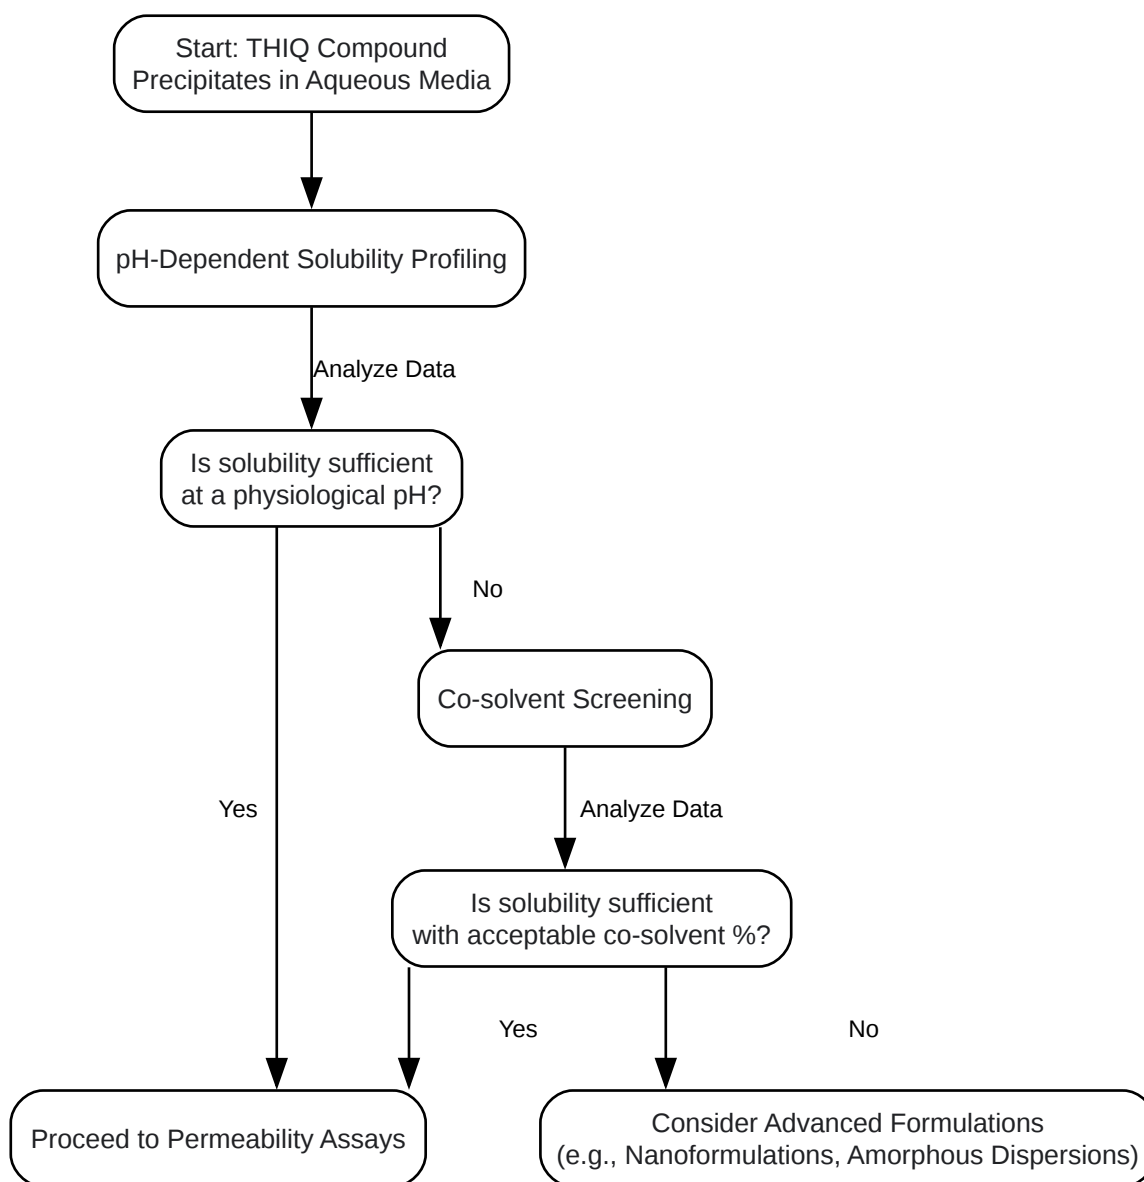 Start: THIQ Compound
Precipitates in Aqueous Media
pH-Dependent Solubility Profiling
Analyze Data
Is solubility sufficient
at a physiological pH?
No
Co-solvent Screening
Yes
Analyze Data
Is solubility sufficient
with acceptable co-solvent %?
Yes
No
Proceed to Permeability Assays
Consider Advanced Formulations
(e.g., Nanoformulations, Amorphous Dispersions)